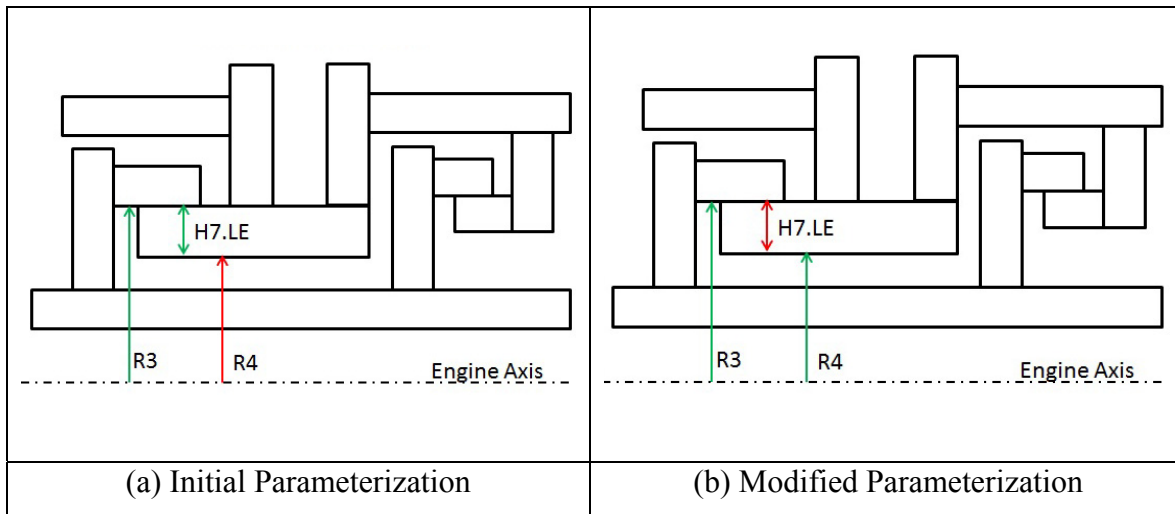 H7.LE
R3
R4
Engine Axis
(a) Initial Parameterization
H7.LE
R3
R4
Engine Axis
(b) Modified Parameterization